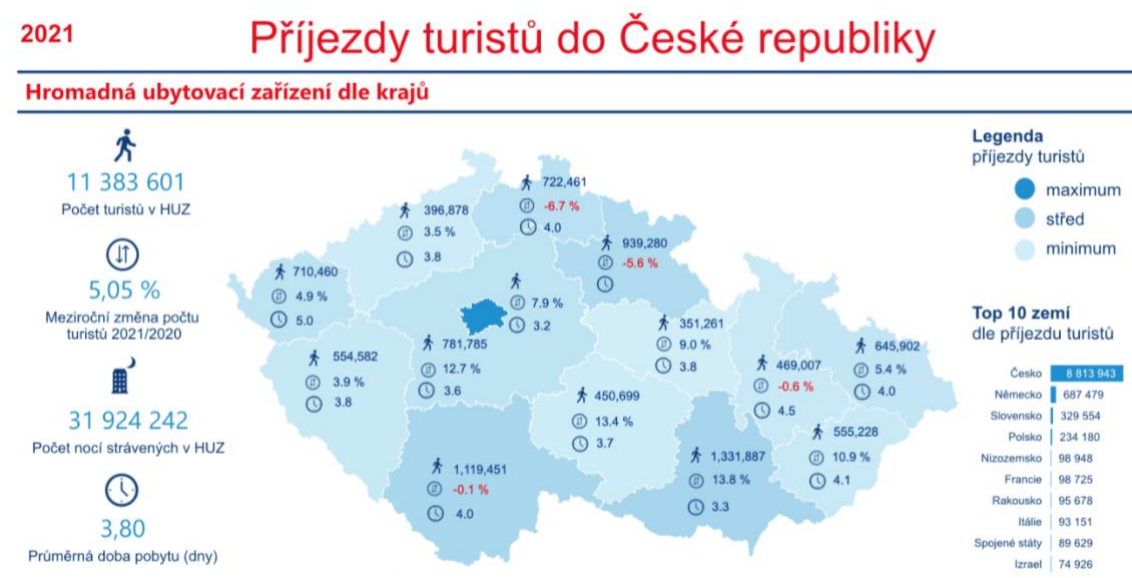 2021
Příjezdy turistů do České republiky
Hromadná ubytovací zařízení dle krajů
11 383 601
Počet turistů v HUZ
5,05 %
Meziroční změna počtu
turistů 2021/2020
31 924 242
Počet nocí strávených v HUZ
3,80
Průměrná doba pobytu (dny)
722,461
-6.7 %
4.0
396,878
3.5 %
3.8
939,280
-5.6 %
710,460
4.9 %
5.0
7.9 %
3.2
781,785
12.7 %
3.6
351,261
9.0 %
3.8
554,582
3.9 %
3.8
469,007
-0.6 %
4.5
645,902
5.4 %
4.0
450,699
13.4 %
3.7
555,228
10.9 %
4.1
1,119,451
-0.1 %
4.0
1,331,887
13.8 %
3.3
Legenda
příjezdy turistů
maximum
střed
minimum
Top 10 zemí
dle příjezdu turistů
Česko 8 813 943
Německo 687 479
Slovensko 329 554
Polsko 234 180
Nizozemsko 98 948
Francie 98 725
Rakousko 95 678
Itálie 93 151
Spojené státy 89 629
Izrael 74 926